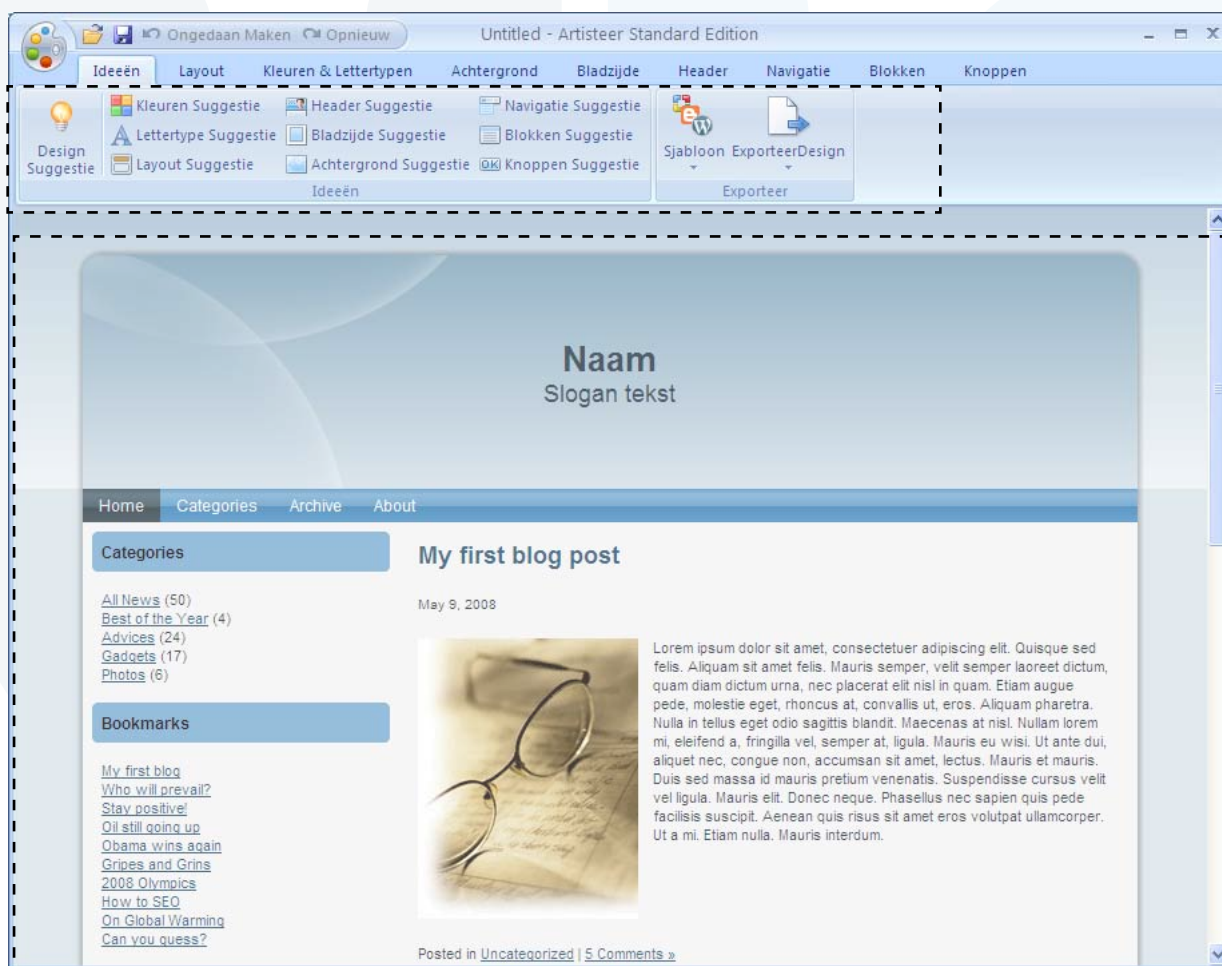 Ongedaan Maken Opnieuw Untitled - Artisteer Standard Edition
Ideeën Layout Kleuren & Lettertypen Achtergrond Bladzijde Header Navigatie Blokken Knoppen
Design Suggestie
Kleuren Suggestie Header Suggestie Navigatie Suggestie
Lettertype Suggestie Bladzijde Suggestie Blokken Suggestie
Layout Suggestie Achtergrond Suggestie OK Knoppen Suggestie
Ideeën
Sjabloon ExporteerDesign
Exporteer
Naam
Slogan tekst
Home Categories Archive About
Categories
All News (50)
Best of the Year (4)
Advices (24)
Gadgets (17)
Photos (6)
Bookmarks
My first blog
Who will prevail?
Stay positive!
Oil still going up
Obama wins again
Gripes and Grins
2008 Olympics
How to SEO
On Global Warming
Can you guess?
My first blog post
May 9, 2008
Lorem ipsum dolor sit amet, consectetuer adipiscing elit. Quisque sed
felis. Aliquam sit amet felis. Mauris semper, velit semper laoreet dictum,
quam diam dictum urna, nec placerat elit nisl in quam. Etiam augue
pede, molestie eget, rhoncus at, convallis ut, eros. Aliquam pharetra.
Nulla in tellus eget odio sagittis blandit. Maecenas at nisl. Nullam lorem
mi, eleifend a, fringilla vel, semper at, ligula. Mauris eu wisi. Ut ante dui,
aliquet nec, congue non, accumsan sit amet, lectus. Mauris et mauris.
Duis sed massa id mauris pretium venenatis. Suspendisse cursus velit
vel ligula. Mauris elit. Donec neque. Phasellus nec sapien quis pede
facilisis suscipit. Aenean quis risus sit amet eros volutpat ullamcorper.
Ut a mi. Etiam nulla. Mauris interdum.
Posted in Uncategorized | 5 Comments »